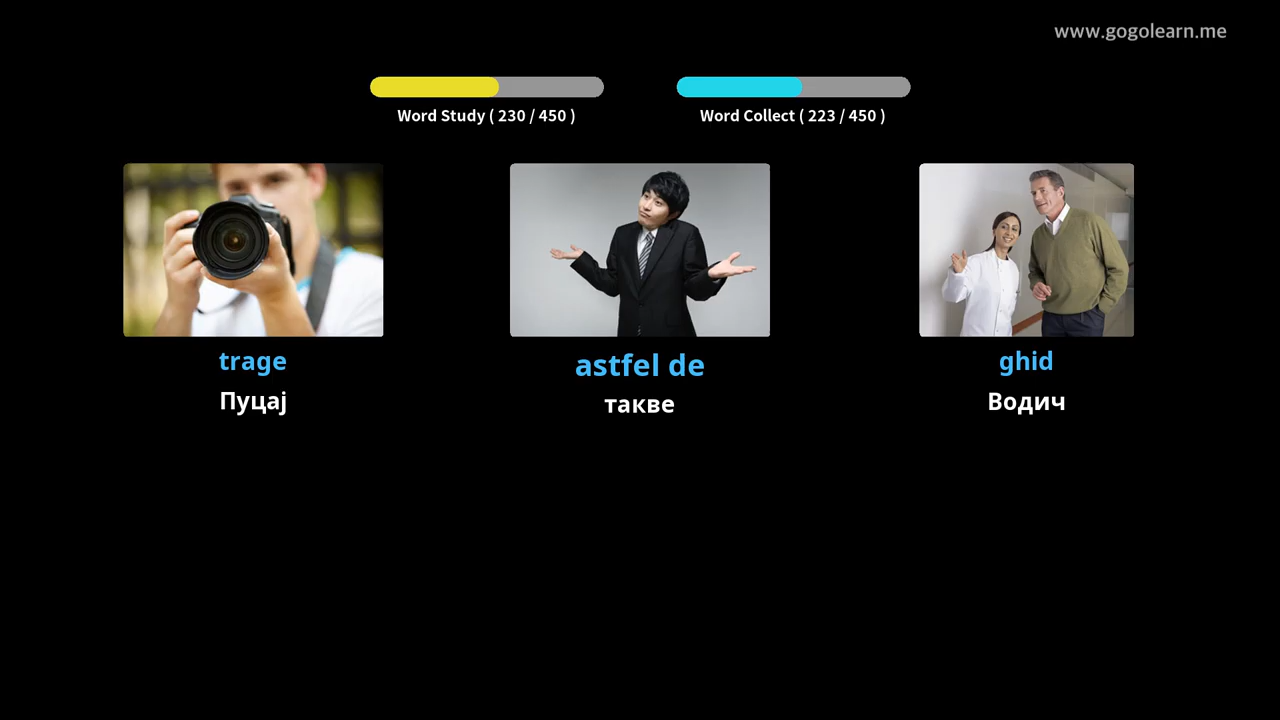 www.gogolearn.me
Word Study ( 230 / 450 )
Word Collect ( 223 / 450 )
trage
astfel de
ghid
Пуцај
такве
Водич